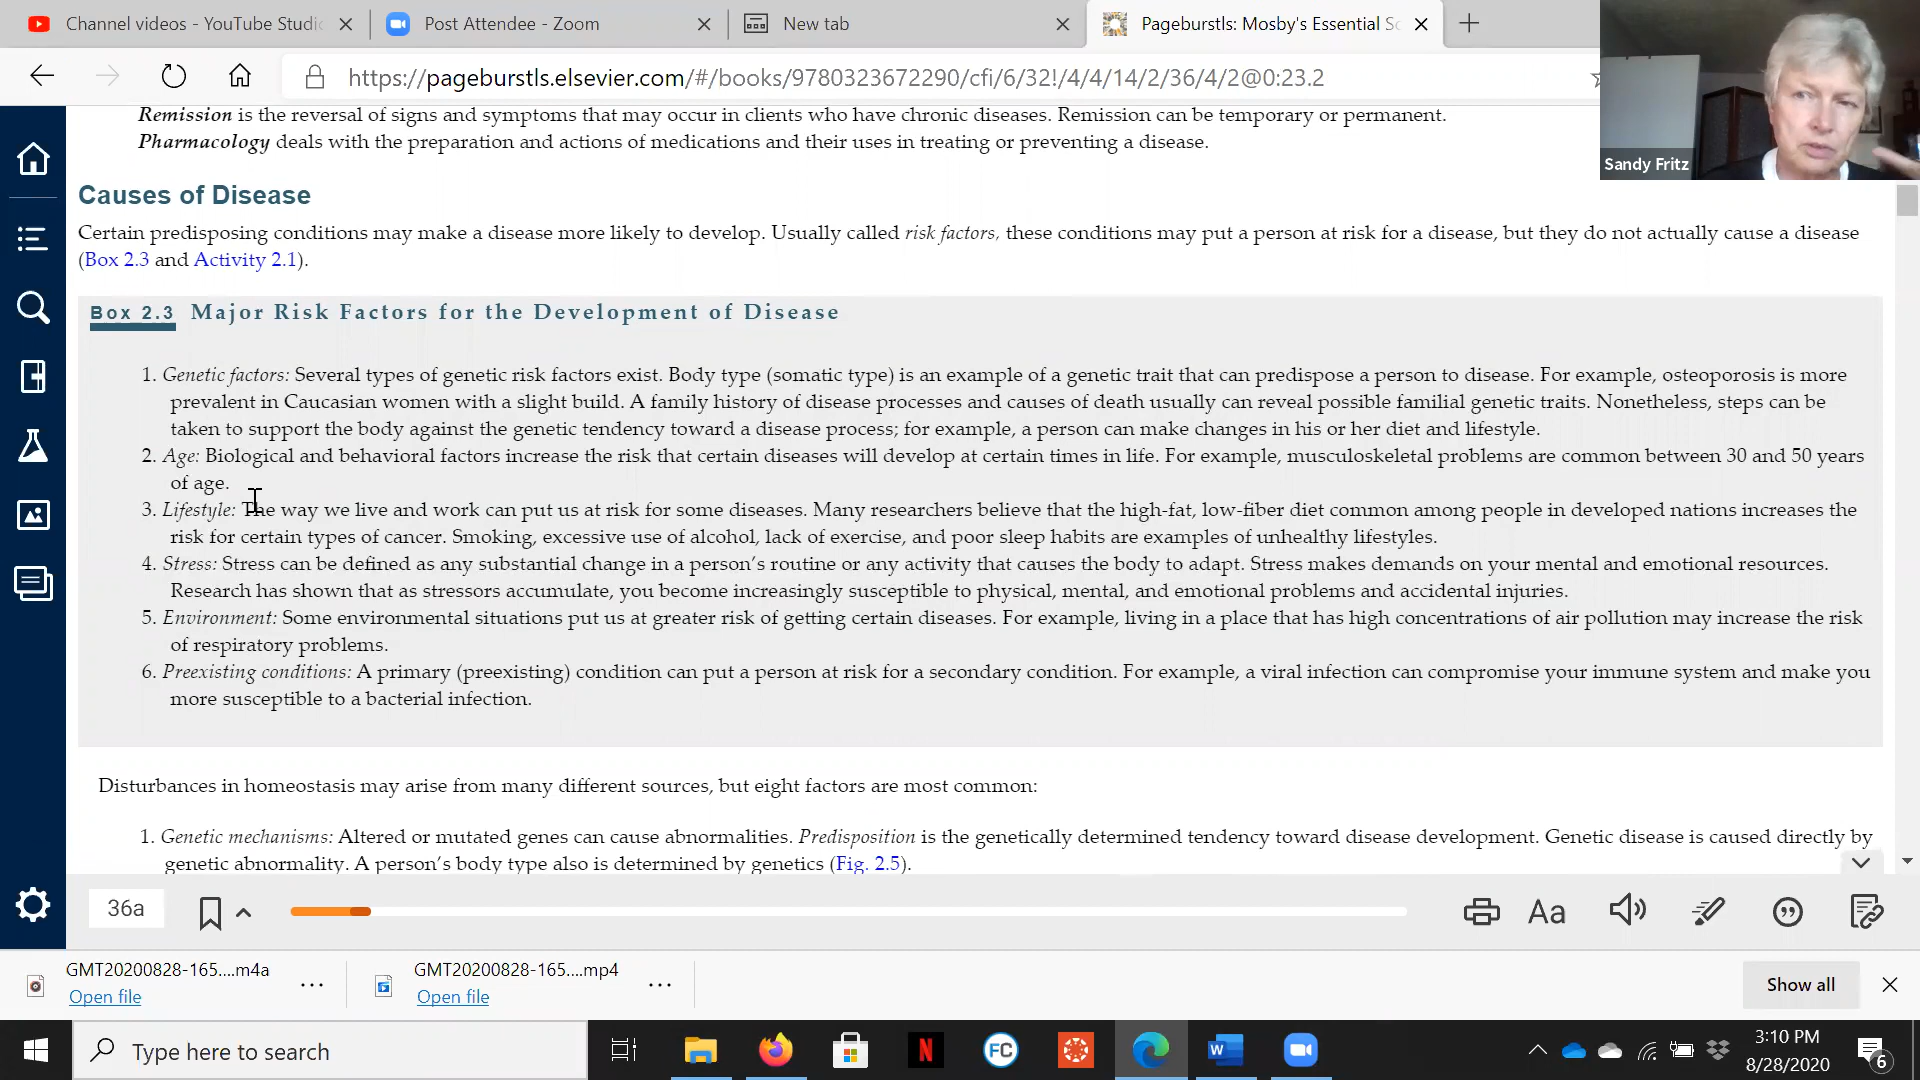 Channel videos - YouTube Studi
Post Attendee - Zoom
New tab
Pageburstls: Mosby's Essential Sc
https://pageburstls.elsevier.com/#/books/9780323672290/cfi/6/32!/4/4/14/2/36/4/2@0:23.2
Sandy Fritz
Remission is the reversal of signs and symptoms that may occur in clients who have chronic diseases. Remission can be temporary or permanent.
Pharmacology deals with the preparation and actions of medications and their uses in treating or preventing a disease.
Causes of Disease
Certain predisposing conditions may make a disease more likely to develop. Usually called risk factors, these conditions may put a person at risk for a disease, but they do not actually cause a disease
(Box 2.3 and Activity 2.1).
Box 2.3 Major Risk Factors for the Development of Disease
1. Genetic factors: Several types of genetic risk factors exist. Body type (somatic type) is an example of a genetic trait that can predispose a person to disease. For example, osteoporosis is more
prevalent in Caucasian women with a slight build. A family history of disease processes and causes of death usually can reveal possible familial genetic traits. Nonetheless, steps can be
taken to support the body against the genetic tendency toward a disease process; for example, a person can make changes in his or her diet and lifestyle.
2. Age: Biological and behavioral factors increase the risk that certain diseases will develop at certain times in life. For example, musculoskeletal problems are common between 30 and 50 years
of age.
3. Lifestyle: The way we live and work can put us at risk for some diseases. Many researchers believe that the high-fat, low-fiber diet common among people in developed nations increases the
risk for certain types of cancer. Smoking, excessive use of alcohol, lack of exercise, and poor sleep habits are examples of unhealthy lifestyles.
4. Stress: Stress can be defined as any substantial change in a person's routine or any activity that causes the body to adapt. Stress makes demands on your mental and emotional resources.
Research has shown that as stressors accumulate, you become increasingly susceptible to physical, mental, and emotional problems and accidental injuries.
5. Environment: Some environmental situations put us at greater risk of getting certain diseases. For example, living in a place that has high concentrations of air pollution may increase the risk
of respiratory problems.
6. Preexisting conditions: A primary (preexisting) condition can put a person at risk for a secondary condition. For example, a viral infection can compromise your immune system and make you
more susceptible to a bacterial infection.
Disturbances in homeostasis may arise from many different sources, but eight factors are most common:
1. Genetic mechanisms: Altered or mutated genes can cause abnormalities. Predisposition is the genetically determined tendency toward disease development. Genetic disease is caused directly by
genetic abnormality. A person's body type also is determined by genetics (Fig. 2.5).
36a
Aa
GMT20200828-165....m4a
Open file
GMT20200828-165....mp4
Open file
Show all
Type here to search
N
FC
W
3:10 PM
8/28/2020
6